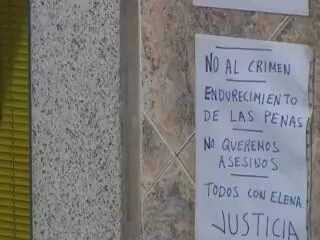 NO AL CRIMEN
ENDURECIMIENTO
DE LAS PENAS
NO QUEREMOS
ASESINOS
TODOS CON ELENA
JUSTICIA